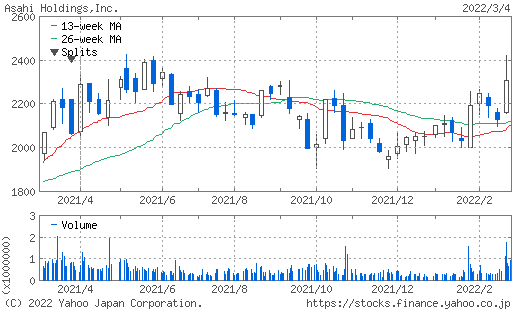 Asahi Holdings,Inc. 2022/3/4
2600
13-week MA
26-week MA
Splits
2400
2200
2000
1800
2021/4 2021/6 2021/8 2021/10 2021/12 2022/2
3
Volume
2
1
0
(x1000000)
2021/4 2021/6 2021/8 2021/10 2021/12 2022/2
(C) 2022 Yahoo Japan Corporation. https://stocks.finance.yahoo.co.jp/